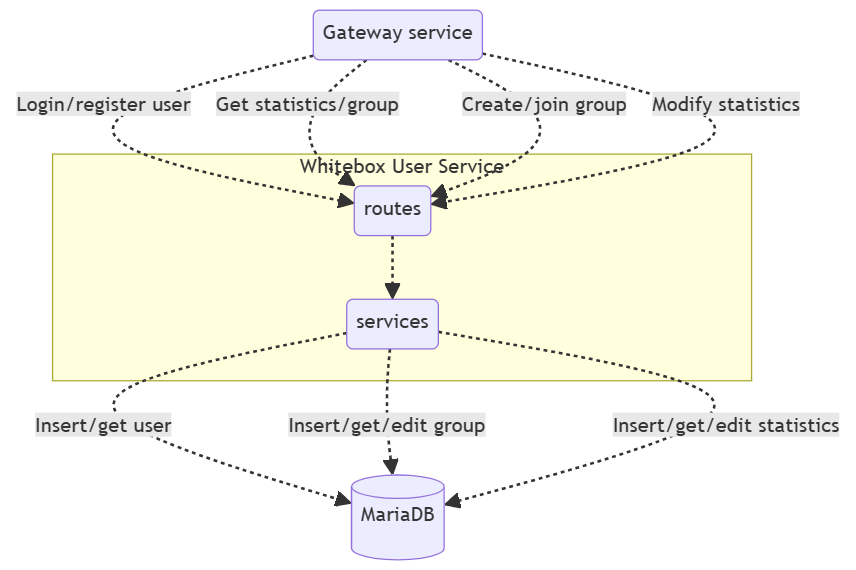 Gateway service
Login/register user
Get statistics/group
Create/join group
Modify statistics
Whitebox User Service
routes
services
Insert/get user
Insert/get/edit group
Insert/get/edit statistics
MariaDB